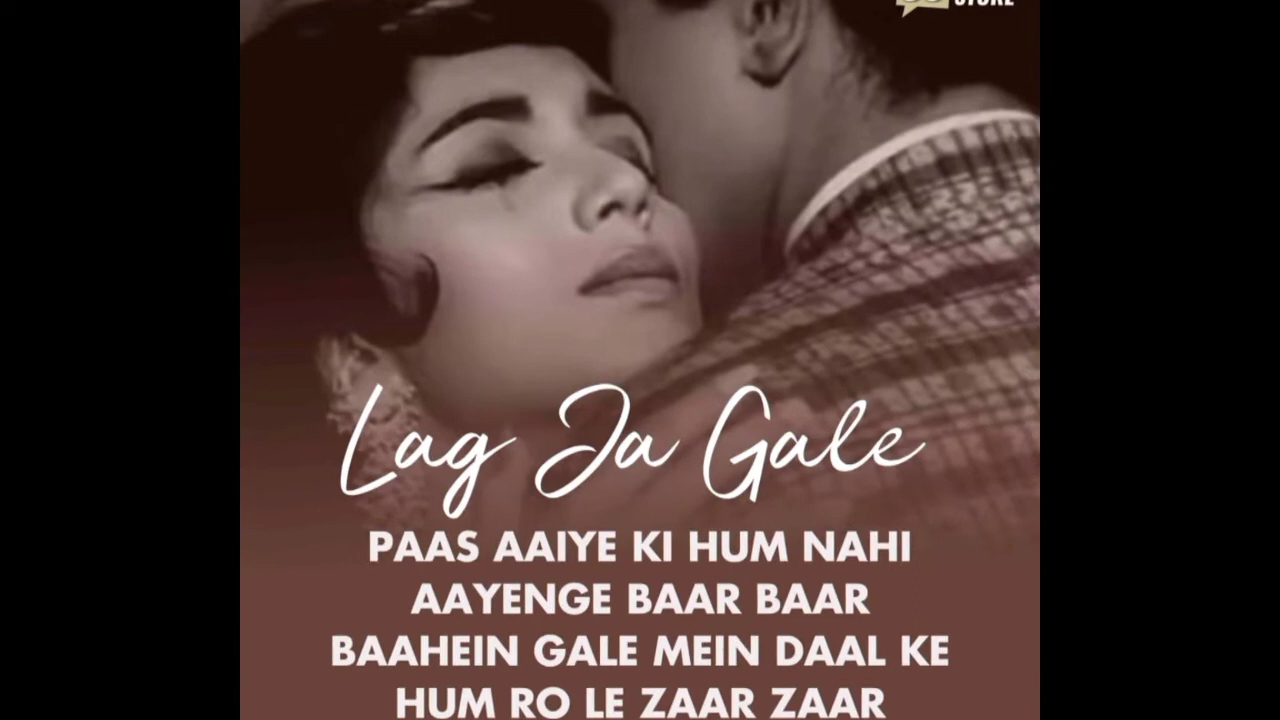 STORE
Lag Ja Gale
PAAS AAIYE KI HUM NAHI
AAYENGE BAAR BAAR
BAAHEIN GALE MEIN DAAL KE
HUM RO LE ZAAR ZAAR